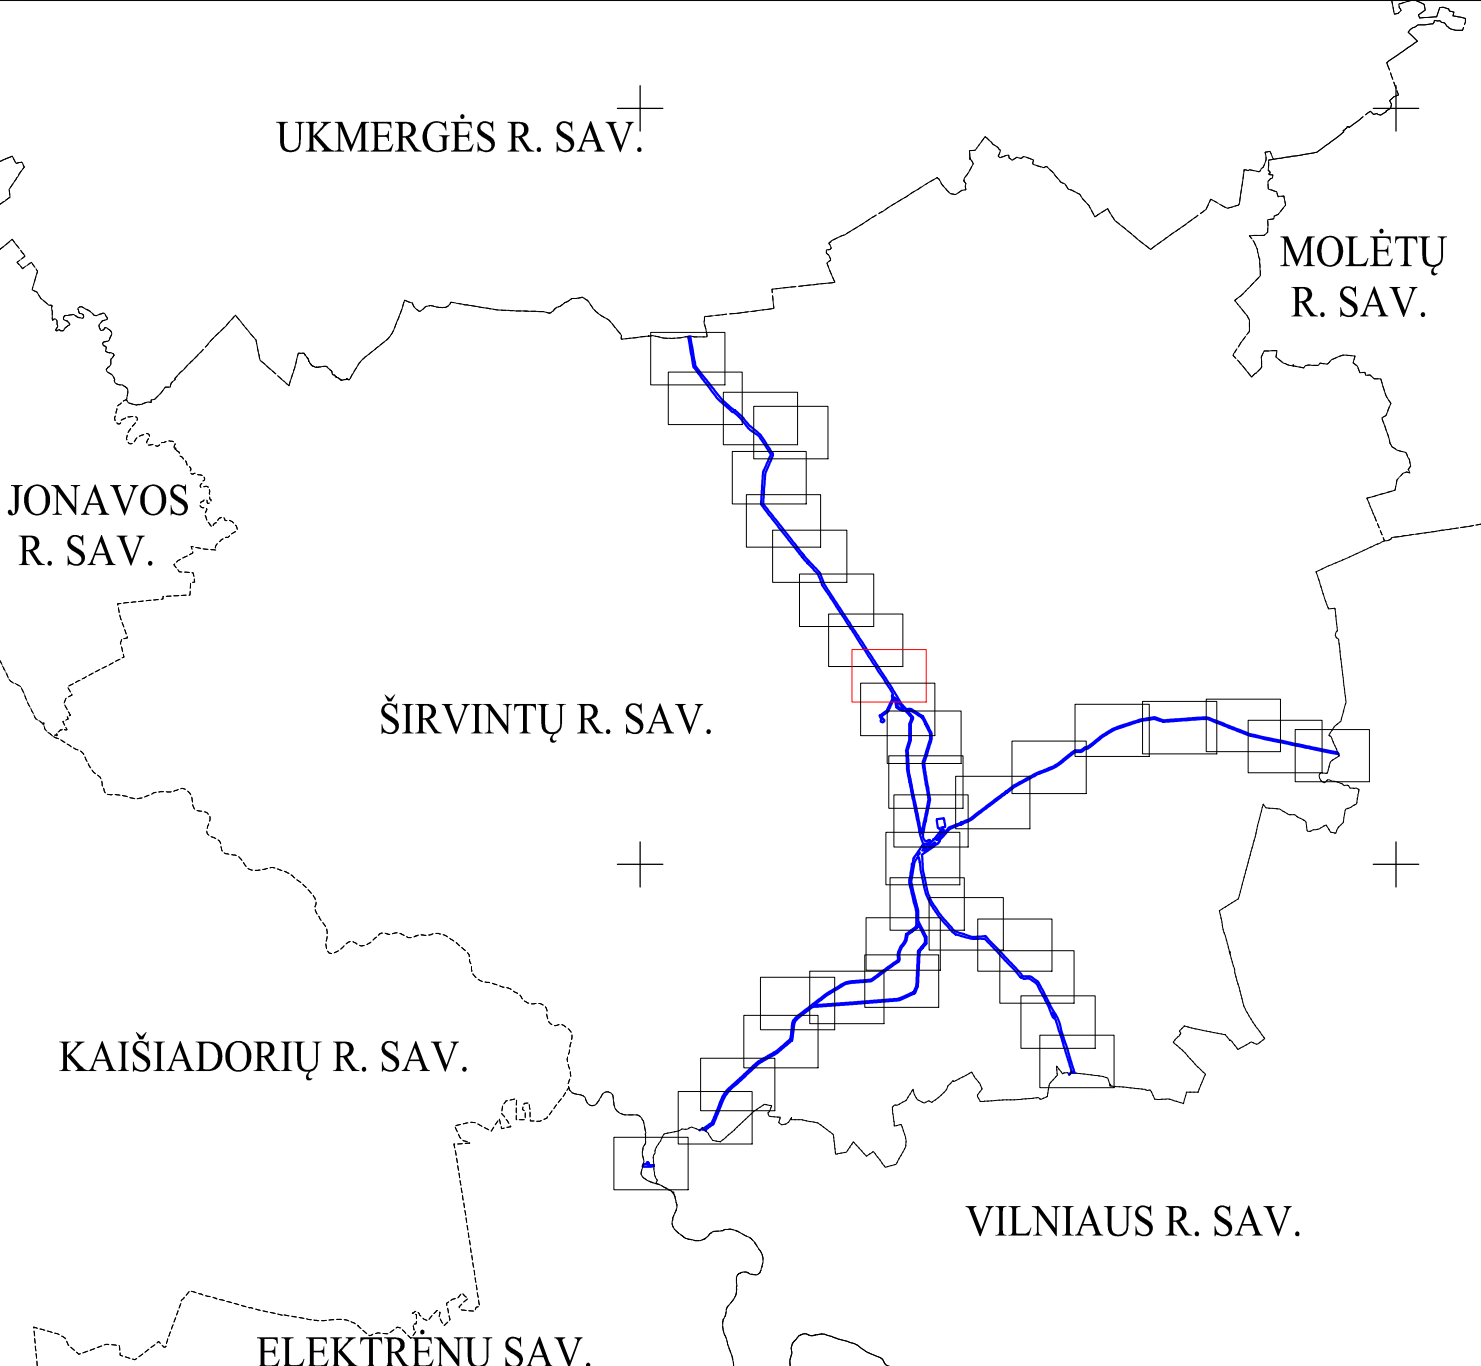 UKMERGĖS R. SAV.
MOLĖTŲ
R. SAV.
JONAVOS
R. SAV.
ŠIRVINTŲ R. SAV.
KAIŠIADORIŲ R. SAV.
VILNIAUS R. SAV.
ELEKTRĖNŲ SAV.